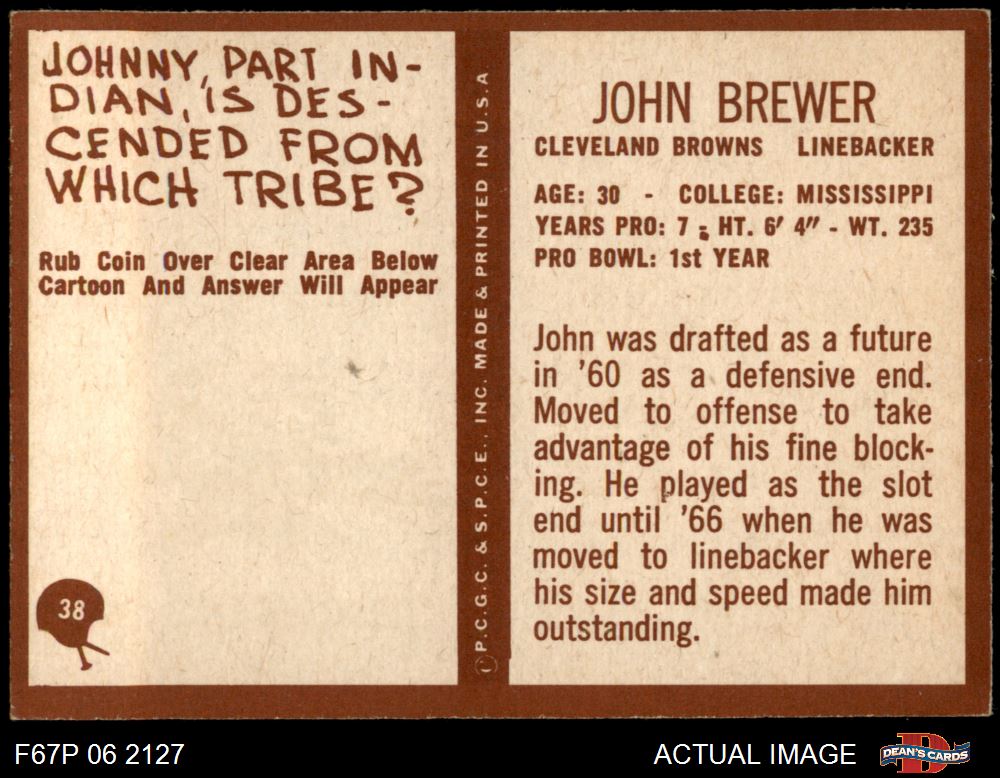 JOHNNY, PART IN-
DIAN, IS DES-
CENDED FROM
WHICH TRIBE?
Rub Coin Over Clear Area Below
Cartoon And Answer Will Appear
38
©P.C.G.C. & S.P.C.E., INC. MADE & PRINTED IN U.S.A
JOHN BREWER
CLEVELAND BROWNS LINEBACKER
AGE: 30 - COLLEGE: MISSISSIPPI
YEARS PRO: 7 - HT. 6' 4" - WT. 235
PRO BOWL: 1st YEAR
John was drafted as a future
in '60 as a defensive end.
Moved to offense to take
advantage of his fine block-
ing. He played as the slot
end until '66 when he was
moved to linebacker where
his size and speed made him
outstanding.
F67P 06 2127
ACTUAL IMAGE
D
DEAN'S CARDS